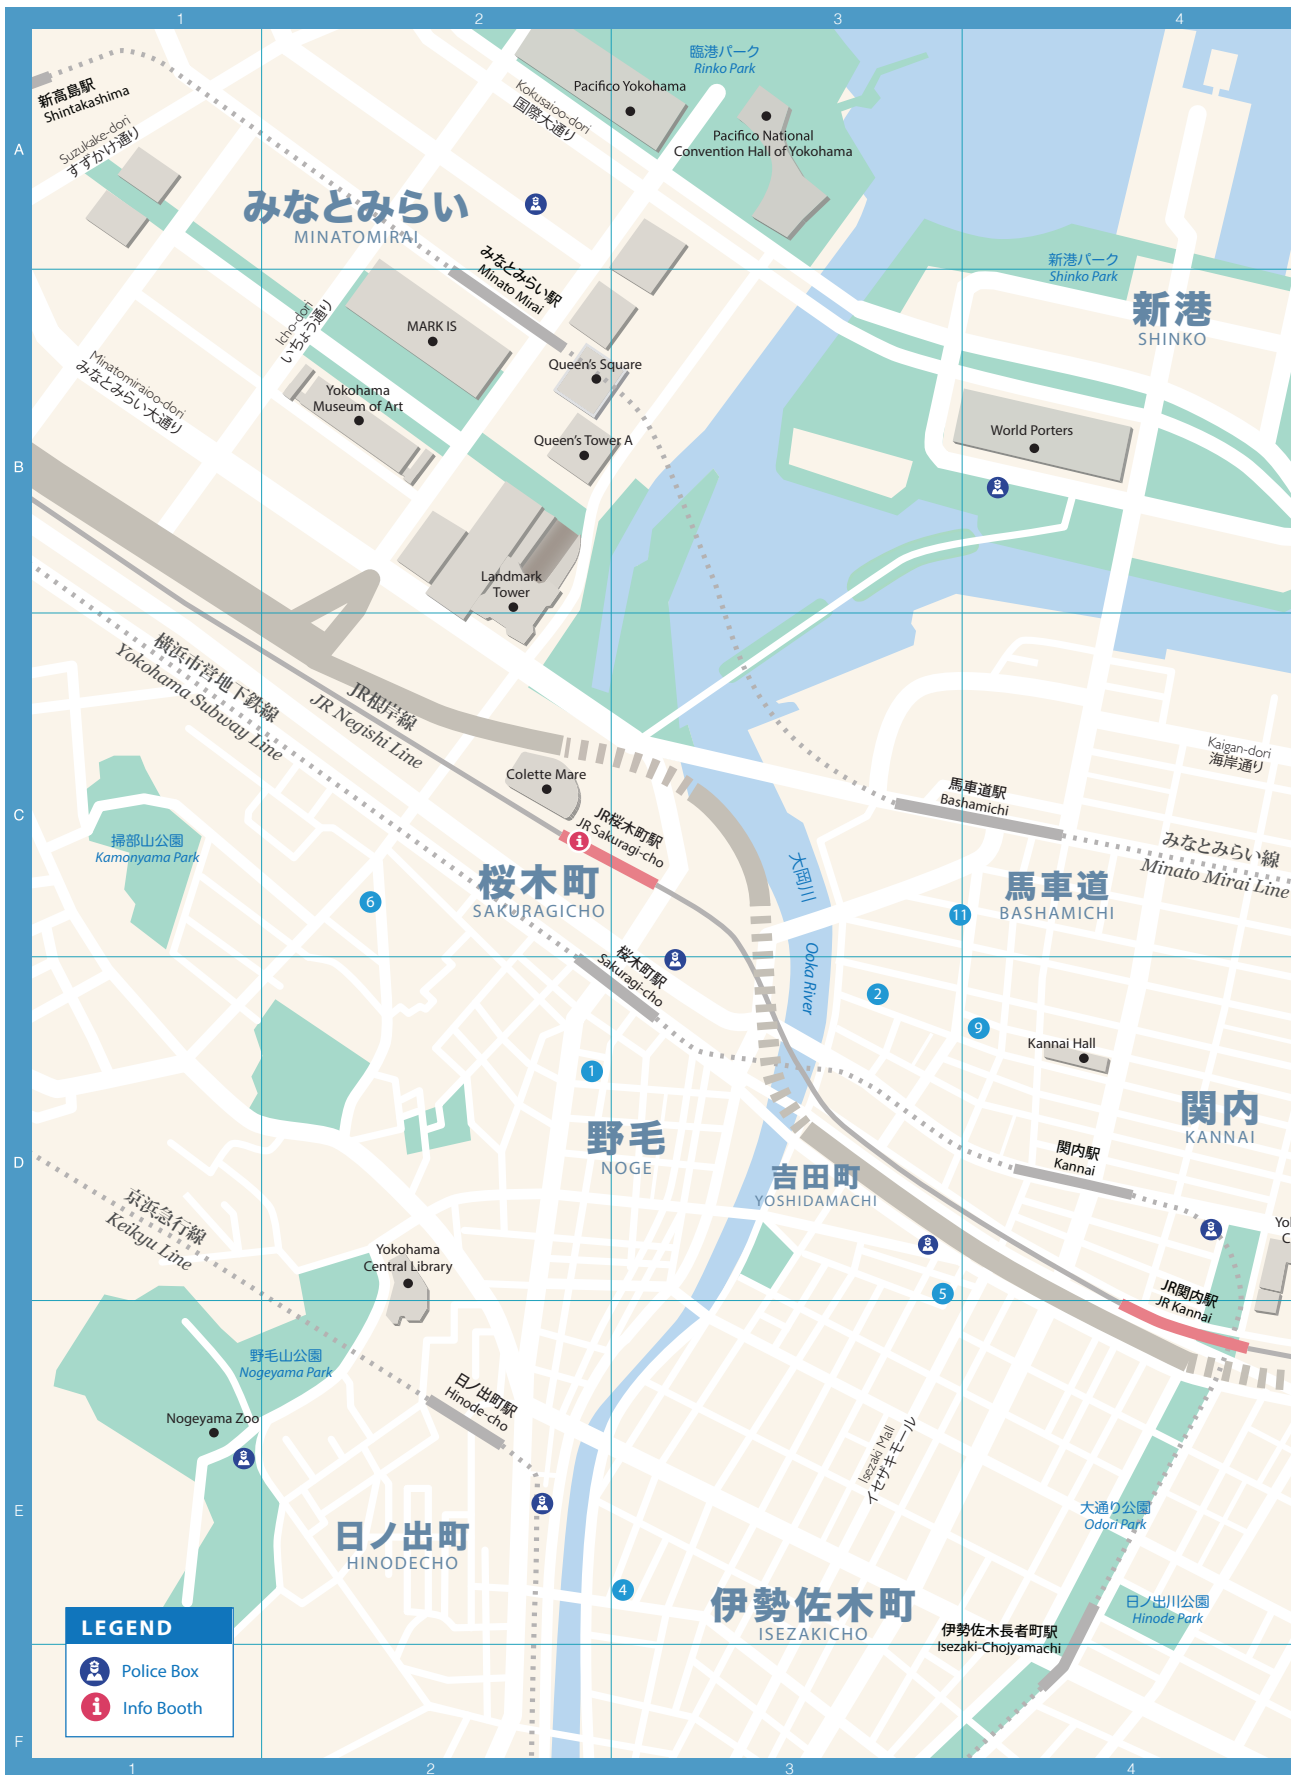 1
2
3
4
A
B
C
D
E
F
新高島駅
Shintakashima
Suzukake-dori
すずかけ通り
みなとみらい
MINATOMIRAI
Kokusaioo-dori
国際大通り
Pacifico Yokohama
臨港パーク
Rinko Park
Pacifico National
Convention Hall of Yokohama
みなとみらい駅
Minato Mirai
新港パーク
Shinko Park
新港
SHINKO
Icho-dori
いちょう通り
MARK IS
Queen's Square
Minatomiraioo-dori
みなとみらい大通り
Yokohama
Museum of Art
Queen's Tower A
World Porters
Landmark
Tower
横浜市営地下鉄線
Yokohama Subway Line
JR根岸線
JR Negishi Line
Colette Mare
Kaigan-dori
海岸通り
馬車道駅
Bashamichi
掃部山公園
Kamonyama Park
JR桜木町駅
JR Sakuragi-cho
i
桜木町
SAKURAGICHO
大岡川
Ooka River
みなとみらい線
Minato Mirai Line
馬車道
BASHAMICHI
6
11
桜木町駅
Sakuragi-cho
2
9
Kannai Hall
1
野毛
NOGE
関内
KANNAI
関内駅
Kannai
吉田町
YOSHIDAMACHI
京浜急行線
Keikyu Line
Yokohama
Central Library
5
Yol
C
JR関内駅
JR Kannai
野毛山公園
Nogeyama Park
日ノ出町駅
Hinode-cho
Nogeyama Zoo
Isezaki Mall
イセザキモール
大通り公園
Odori Park
日ノ出町
HINODECHO
4
伊勢佐木町
ISEZAKICHO
日ノ出川公園
Hinode Park
伊勢佐木長者町駅
Isezaki-Chojyamachi
LEGEND
Police Box
i
Info Booth
1
2
3
4